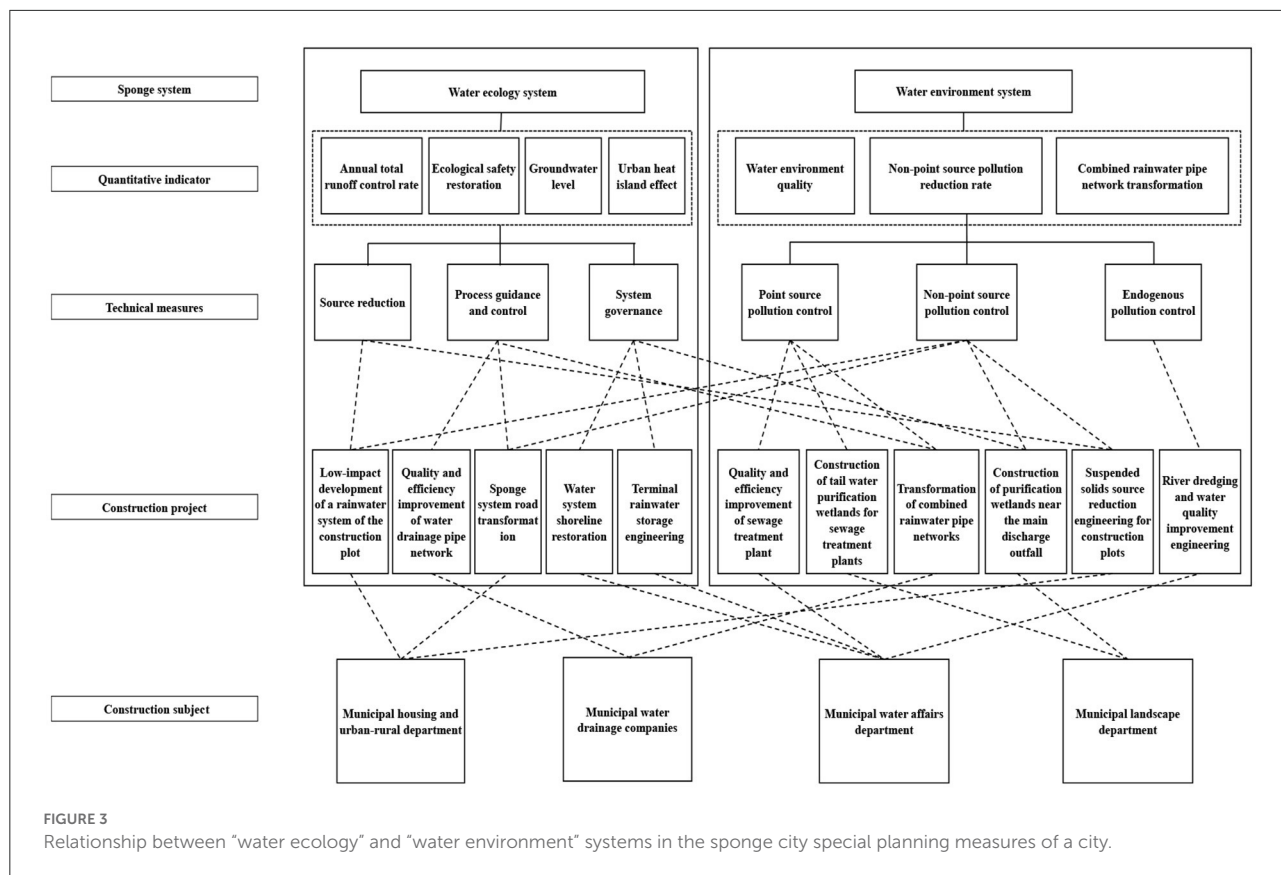 Sponge system
Water ecology system
Water environment system
Quantitative indicator
Annual total
runoff control rate
Ecological safety
restoration
Groundwater
level
Urban heat
island effect
Water environment
quality
Non-point source pollution
reduction rate
Combined rainwater pipe
network transformation
Technical measures
Source reduction
Process guidance
and control
System
governance
Point source
pollution control
Non-point source
pollution control
Endogenous
pollution control
Construction project
Low-impact
development
of a rainwater
system of the
construction plot
Quality and
efficiency
improvement
of water
drainage pipe
network
Sponge
system road
transformat
ion
Water
system
shoreline
restoration
Terminal
rainwater
storage
engineering
Quality and
efficiency
improvement
of sewage
treatment
plant
Construction
of tail water
purification
wetlands for
sewage
treatment
plants
Transformation
of combined
rainwater pipe
networks
Construction
of purification
wetlands near
the main
discharge
outfall
Suspended
solids source
reduction
engineering for
construction
plots
River dredging
and water
quality
improvement
engineering
Construction subject
Municipal housing and
urban-rural department
Municipal water
drainage companies
Municipal water affairs
department
Municipal landscape
department
FIGURE 3
Relationship between "water ecology" and "water environment" systems in the sponge city special planning measures of a city.